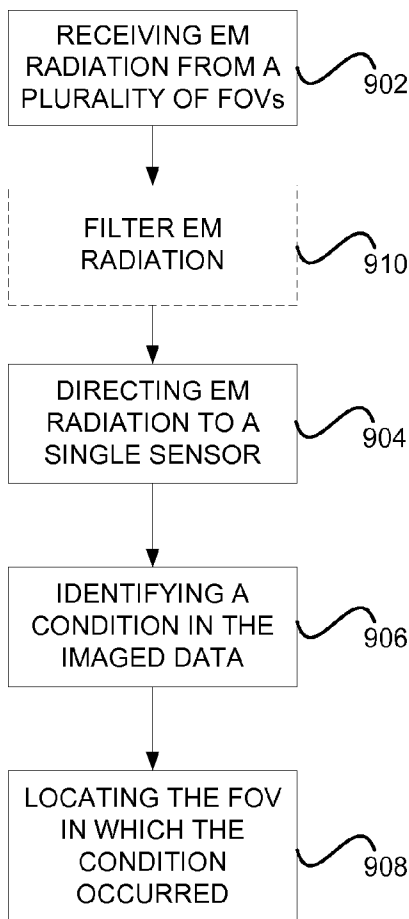 RECEIVING EM
RADIATION FROM A
PLURALITY OF FOVs
902
FILTER EM
RADIATION
910
DIRECTING EM
RADIATION TO A
SINGLE SENSOR
904
IDENTIFYING A
CONDITION IN THE
IMAGED DATA
906
LOCATING THE FOV
IN WHICH THE
CONDITION
OCCURRED
908